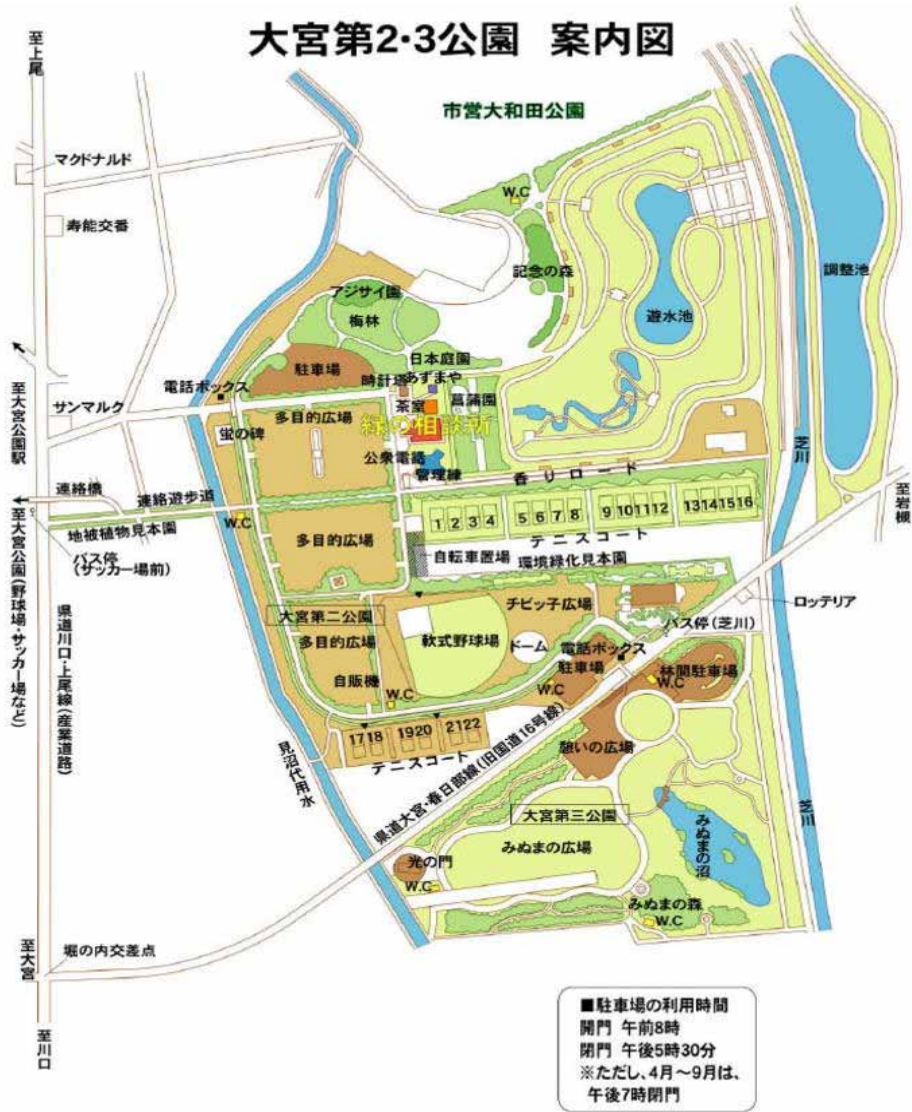 大宮第2・3公園 案内図
至上尾
市営大和田公園
マクドナルド
W.C
寿能交番
記念の森
調整池
アジサイ園
遊水池
梅林
至大宮公園駅
駐車場
日本庭園
電話ボックス
時計塔
あずまや
サンマルク
茶室
菖蒲園
多目的広場
蛍の碑
緑の相談所
公衆電話
管理棟
香りロード
芝川
至岩槻
連絡橋
連絡遊歩道
W.C
地被植物見本園
1 2 3 4
5 6 7 8
9 10 11 12
13 14 15 16
テニスコート
多目的広場
バス停
(サッカー場前)
自転車置場
環境緑化見本園
至大宮公園(野球場・サッカー場など)
県道川口・上尾線(産業道路)
大宮第二公園
チビッ子広場
ロッテリア
多目的広場
軟式野球場
ドーム
電話ボックス
バス停(芝川)
駐車場
林間駐車場
自販機
W.C
W.C
W.C
17 18
19 20
21 22
テニスコート
憩いの広場
見沼代用水
県道大宮・春日部線(旧国道16号線)
大宮第三公園
芝川
みぬまの広場
みぬまの沼
光の門
W.C
みぬまの森
W.C
至大宮
堀の内交差点
至川口
■駐車場の利用時間
開門 午前8時
閉門 午後5時30分
※ただし、4月~9月は、
午後7時閉門